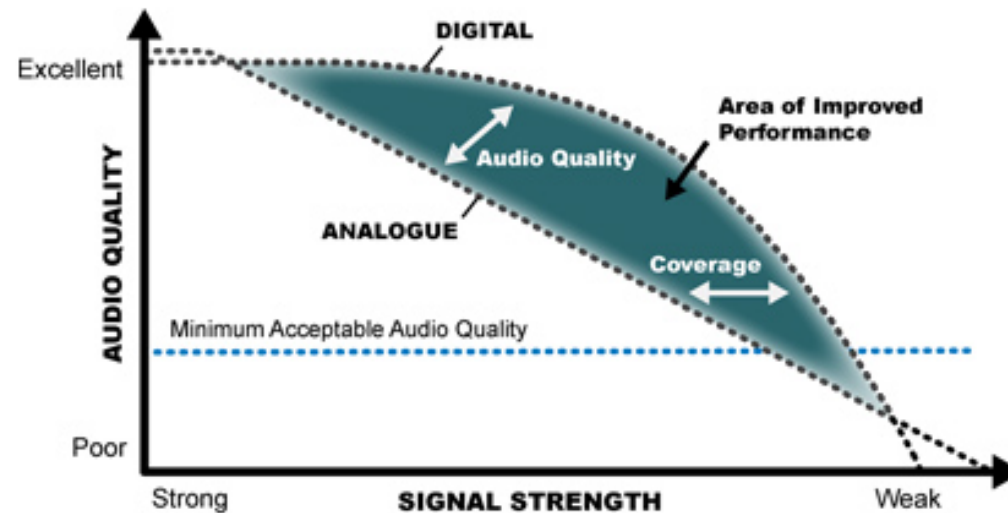 DIGITAL
Excellent
Area of Improved
Performance
Audio Quality
ANALOGUE
Coverage
AUDIO QUALITY
Minimum Acceptable Audio Quality
Poor
Strong
SIGNAL STRENGTH
Weak